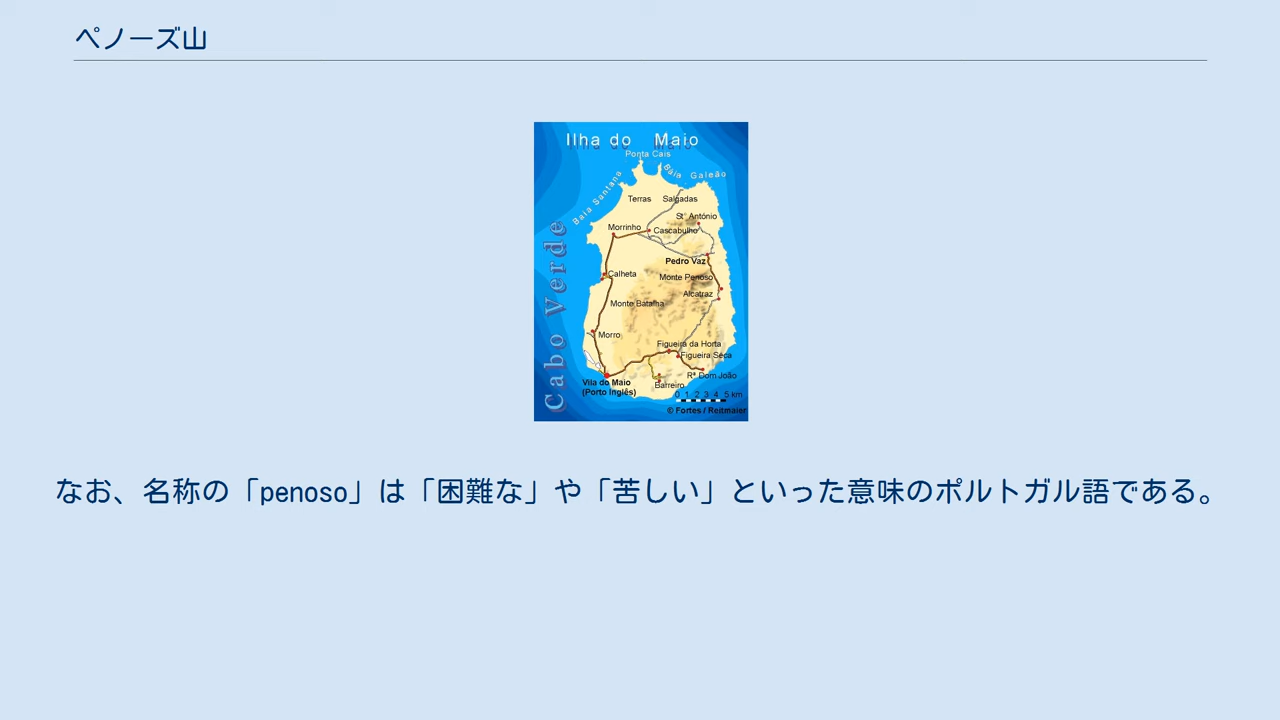 ペノーズ山
Ilha do Maio
Ponta Cais
Baia Santana
Baia Galeão
Terras Salgadas
Stº António
Morrinho
Cascabulho
Pedro Vaz
Calheta
Monte Penoso
Alcatraz
Monte Batalha
Morro
Figueira da Horta
Figueira Seca
Rª Dom João
Vila do Maio
(Porto Inglês)
Barreiro
0 1 2 3 4 5 km
© Fortes / Reitmaier
Cabo Verde
なお、名称の「penoso」は「困難な」や「苦しい」といった意味のポルトガル語である。